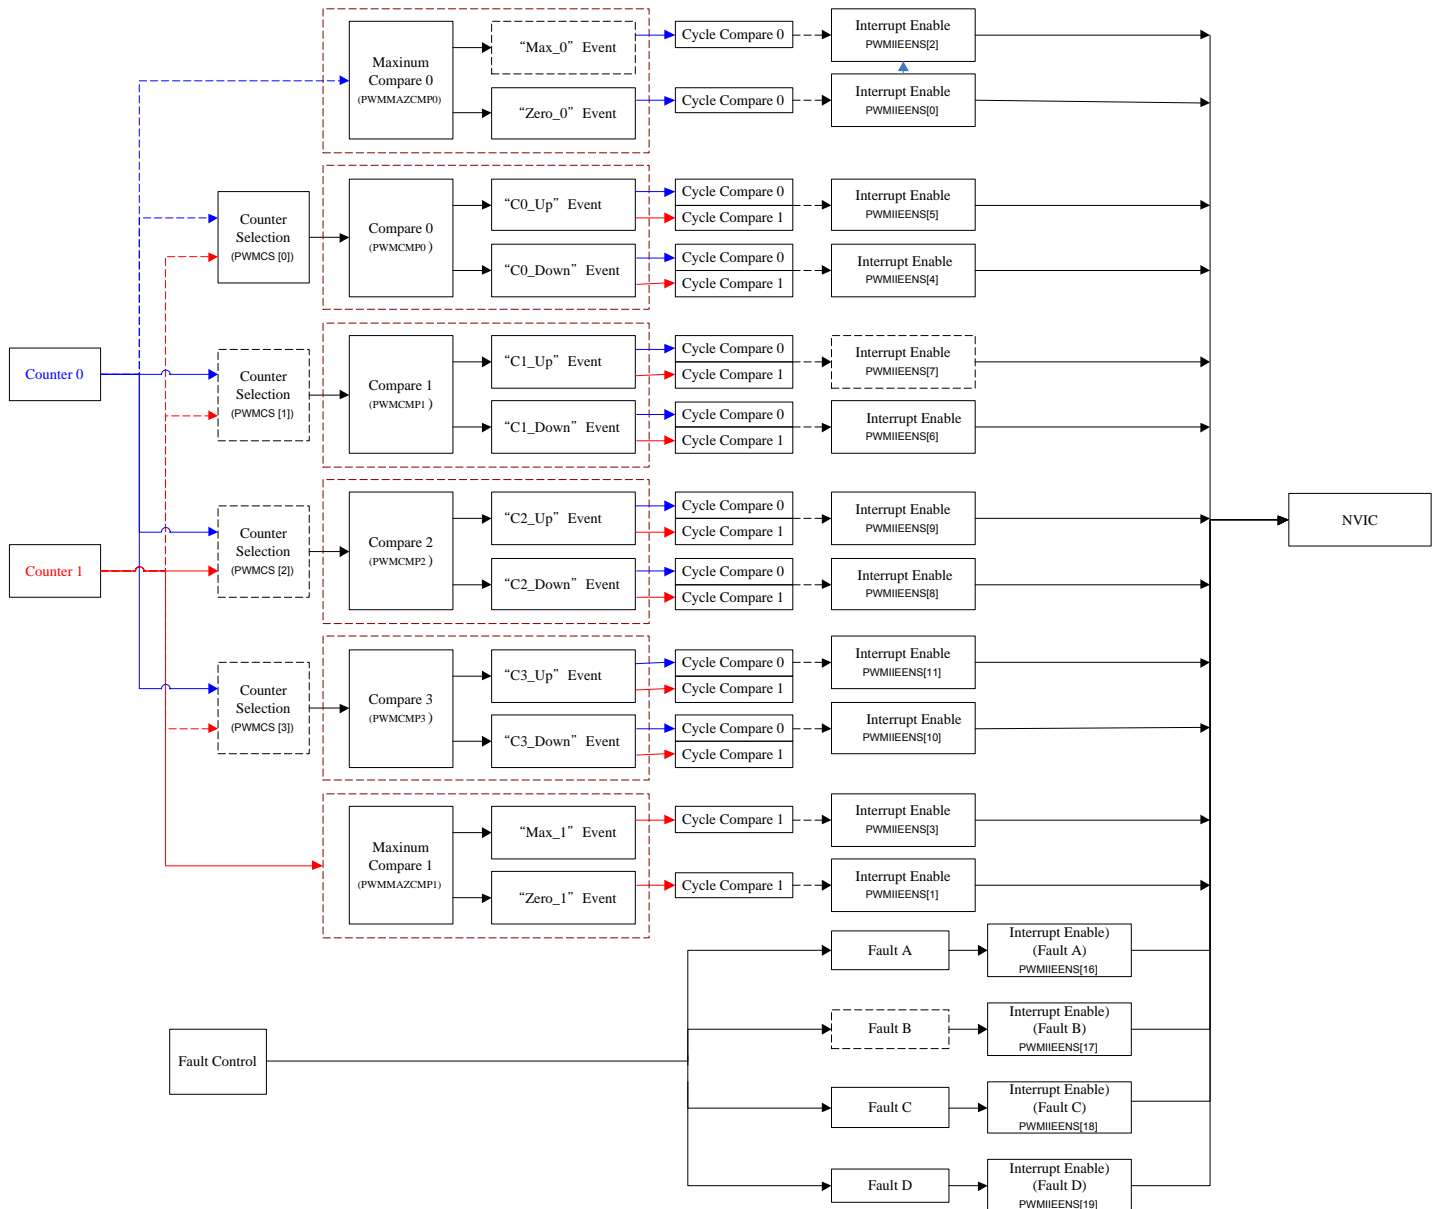 Maxinum
Compare 0
(PWMMAZCMP0)
“Max_0” Event
Cycle Compare 0
Interrupt Enable
PWMIIEENS[2]
“Zero_0” Event
Cycle Compare 0
Interrupt Enable
PWMIIEENS[0]
Counter
Selection
(PWMCS [0])
Compare 0
(PWMCMP0 )
“C0_Up” Event
Cycle Compare 0
Cycle Compare 1
Interrupt Enable
PWMIIEENS[5]
“C0_Down” Event
Cycle Compare 0
Cycle Compare 1
Interrupt Enable
PWMIIEENS[4]
Counter 0
Counter
Selection
(PWMCS [1])
Compare 1
(PWMCMP1 )
“C1_Up” Event
Cycle Compare 0
Cycle Compare 1
Interrupt Enable
PWMIIEENS[7]
“C1_Down” Event
Cycle Compare 0
Cycle Compare 1
Interrupt Enable
PWMIIEENS[6]
Counter 1
Counter
Selection
(PWMCS [2])
Compare 2
(PWMCMP2 )
“C2_Up” Event
Cycle Compare 0
Cycle Compare 1
Interrupt Enable
PWMIIEENS[9]
“C2_Down” Event
Cycle Compare 0
Cycle Compare 1
Interrupt Enable
PWMIIEENS[8]
NVIC
Counter
Selection
(PWMCS [3])
Compare 3
(PWMCMP3 )
“C3_Up” Event
Cycle Compare 0
Cycle Compare 1
Interrupt Enable
PWMIIEENS[11]
“C3_Down” Event
Cycle Compare 0
Cycle Compare 1
Interrupt Enable
PWMIIEENS[10]
Maxinum
Compare 1
(PWMMAZCMP1)
“Max_1” Event
Cycle Compare 1
Interrupt Enable
PWMIIEENS[3]
“Zero_1” Event
Cycle Compare 1
Interrupt Enable
PWMIIEENS[1]
Fault Control
Fault A
Interrupt Enable)
(Fault A)
PWMIIEENS[16]
Fault B
Interrupt Enable)
(Fault B)
PWMIIEENS[17]
Fault C
Interrupt Enable)
(Fault C)
PWMIIEENS[18]
Fault D
Interrupt Enable)
(Fault D)
PWMIIEENS[19]